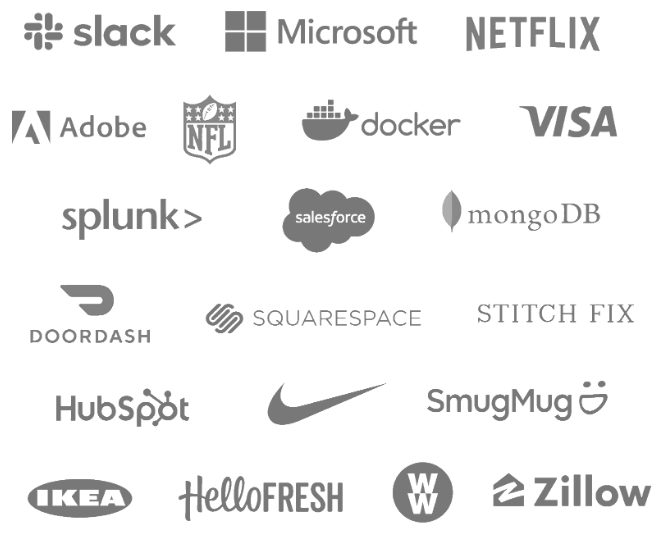 slack Microsoft NETFLIX
Adobe NFL docker VISA
splunk> salesforce mongoDB
DOORDASH SQUARESPACE STITCH FIX
HubSpot SmugMug
IKEA HelloFRESH WW Zillow